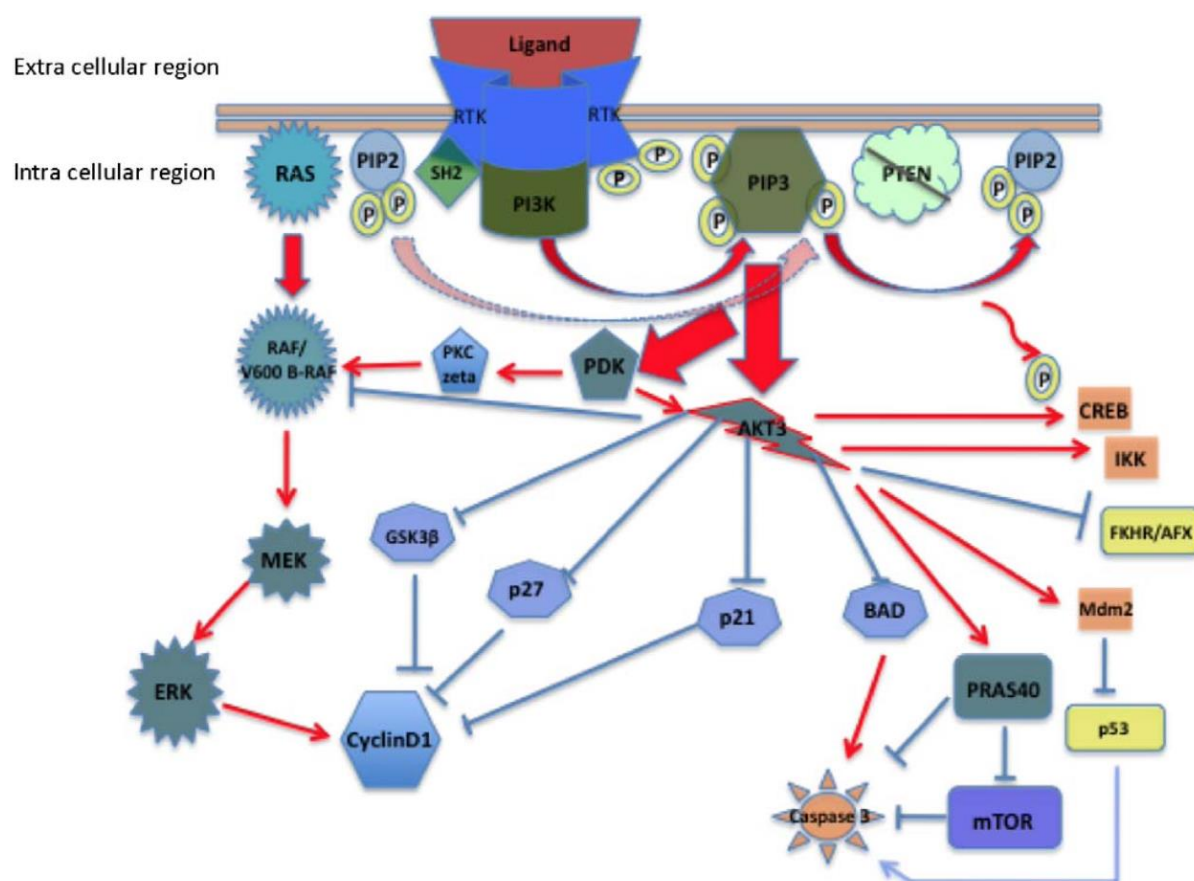 Ligand
Extra cellular region
RTK
RTK
Intra cellular region
RAS
PIP2
P
P
SH2
PI3K
P
P
P
P
PIP3
P
PTEN
PIP2
P
P
RAF/
V600 B-RAF
PKC
zeta
PDK
P
AKT3
CREB
IKK
GSK3β
FKHR/AFX
MEK
p27
p21
BAD
Mdm2
ERK
PRAS40
CyclinD1
p53
Caspase 3
mTOR